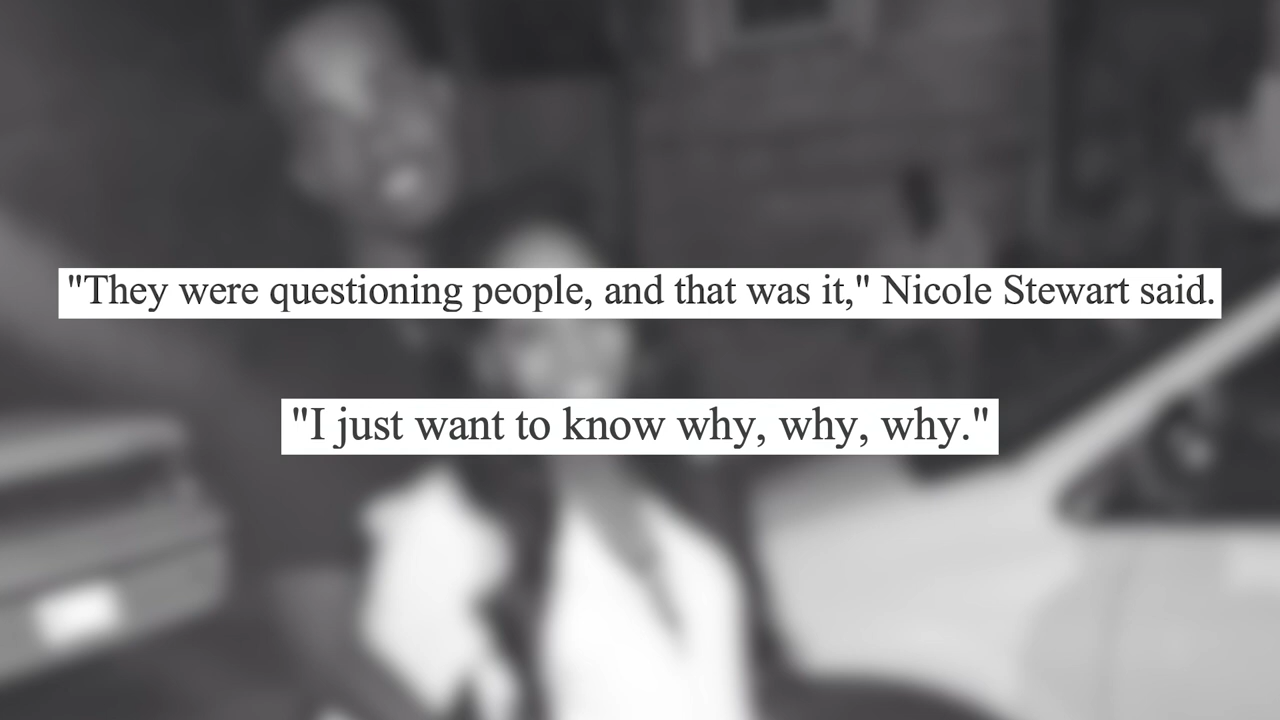 "They were questioning people, and that was it," Nicole Stewart said.
"I just want to know why, why, why."